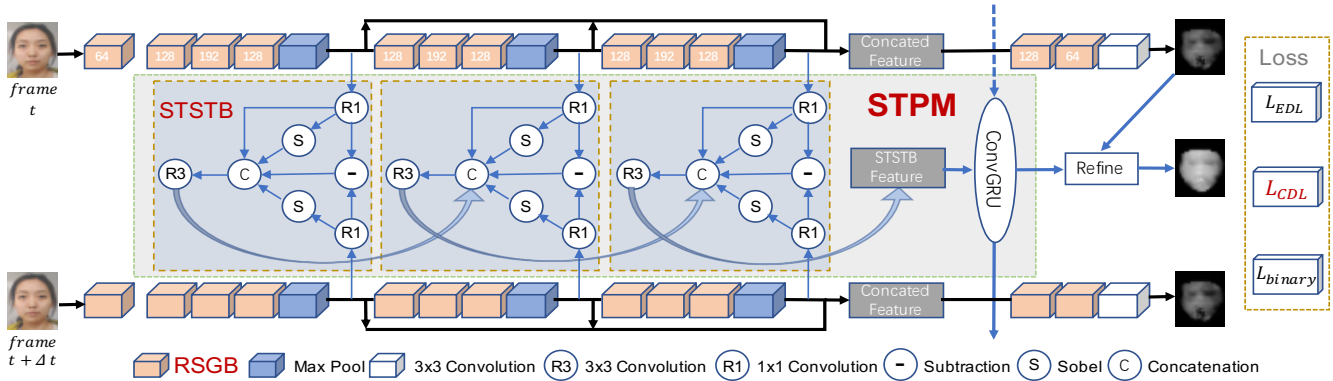 64
128 192 128
128 192 128
128 192 128
Concated
Feature
128 64
frame
t
STSTB
STPM
R1 R1 R1
S S S
R3 C -
R3 C -
R3 C -
S S S
R1 R1 R1
STSTB
Feature
ConvGRU
Refine
Loss
L_EDL
L_CDL
L_binary
Concated
Feature
frame
t + Δ t
RSGB Max Pool 3x3 Convolution R3 3x3 Convolution R1 1x1 Convolution - Subtraction S Sobel C Concatenation